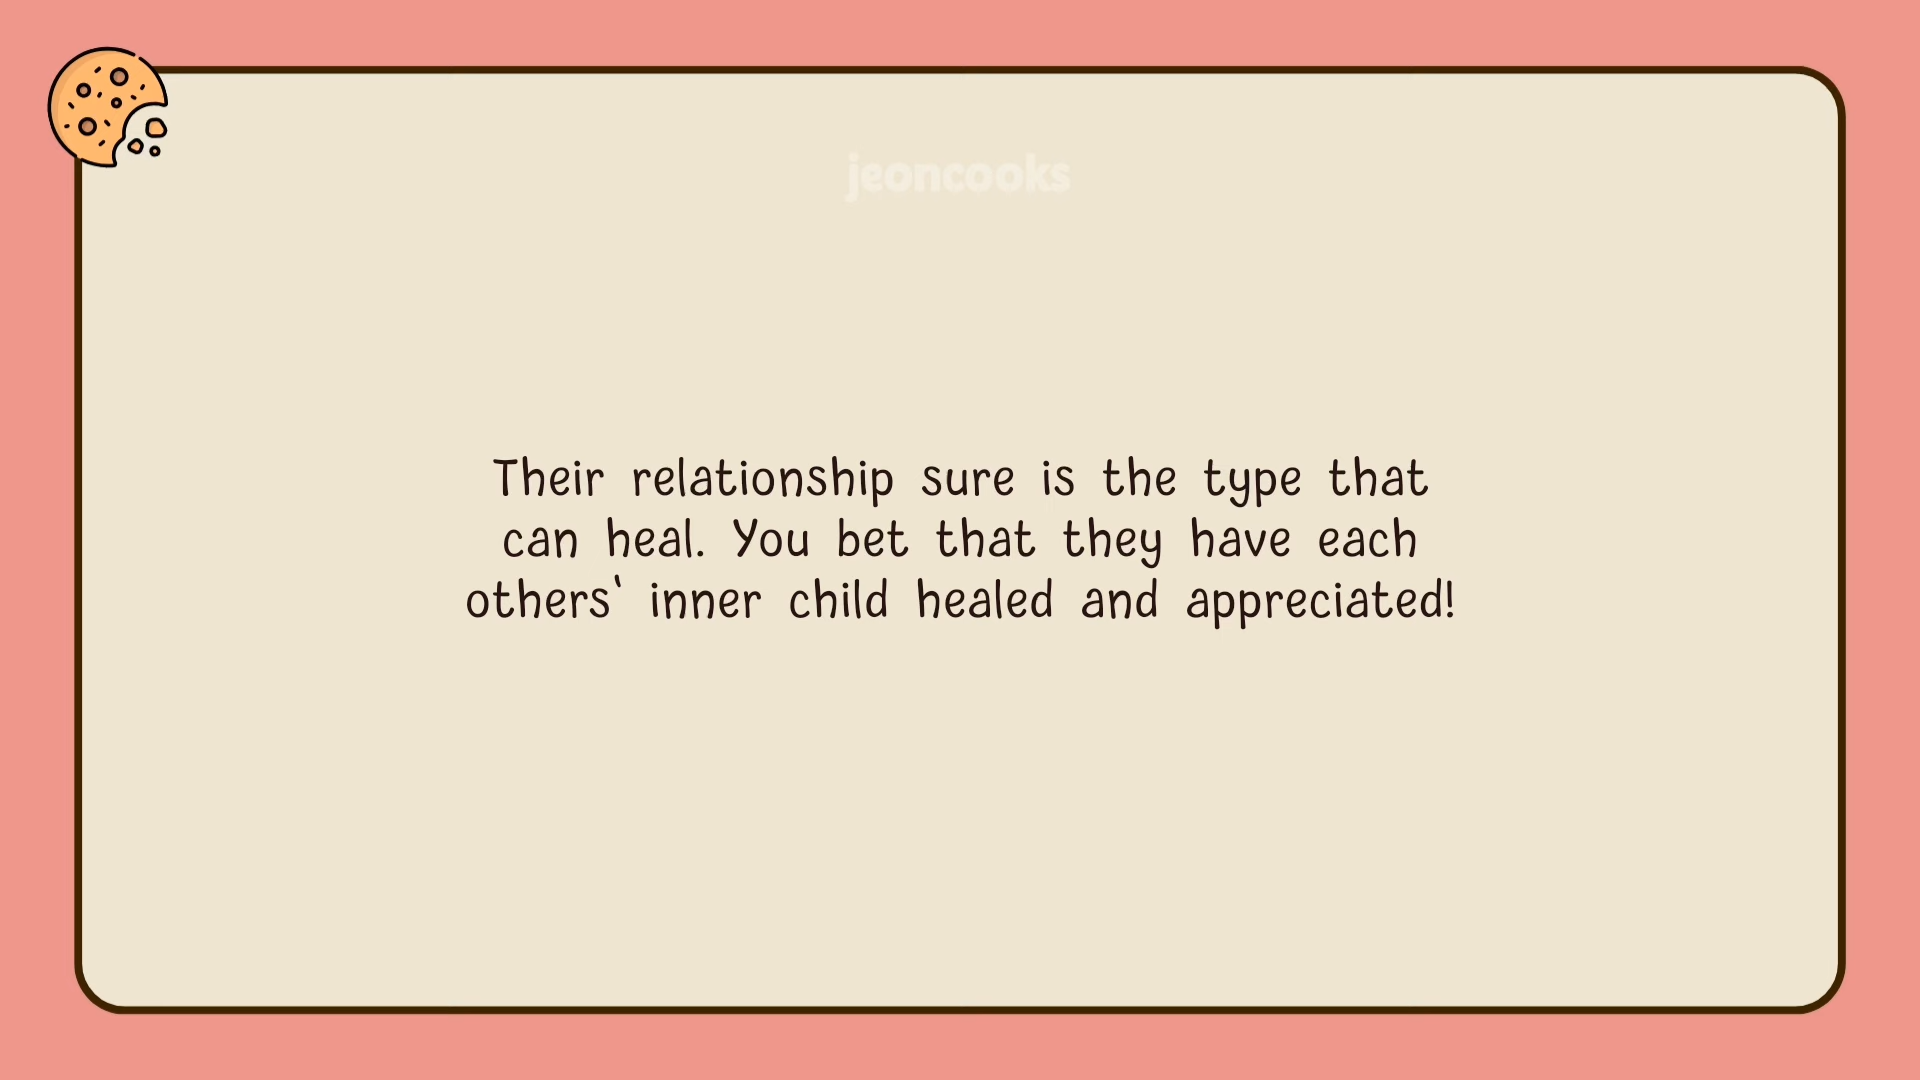 jeoncooks
Their relationship sure is the type that
can heal. You bet that they have each
others' inner child healed and appreciated!